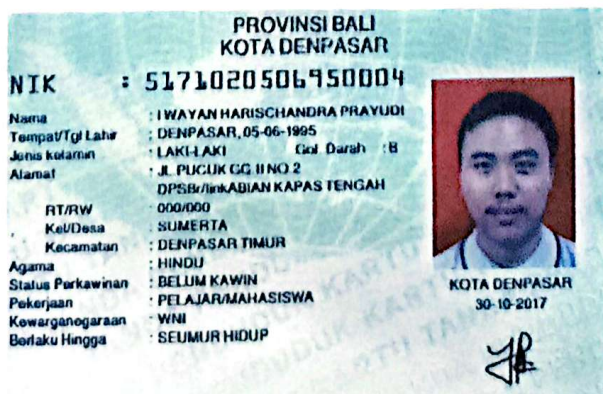 PROVINSI BALI
KOTA DENPASAR
NIK : 5171020506950004
Nama : I WAYAN HARISCHANDRA PRAYUDI
Tempat/Tgl Lahir : DENPASAR, 05-06-1995
Jenis kelamin : LAKI-LAKI Gol. Darah : B
Alamat : JL PUCUK GG II NO 2
DPSBr/linkABIAN KAPAS TENGAH
RT/RW : 000/000
Kel/Desa : SUMERTA
Kecamatan : DENPASAR TIMUR
Agama : HINDU
Status Perkawinan : BELUM KAWIN
Pekerjaan : PELAJAR/MAHASISWA
Kewarganegaraan : WNI
Berlaku Hingga : SEUMUR HIDUP
KOTA DENPASAR
30-10-2017